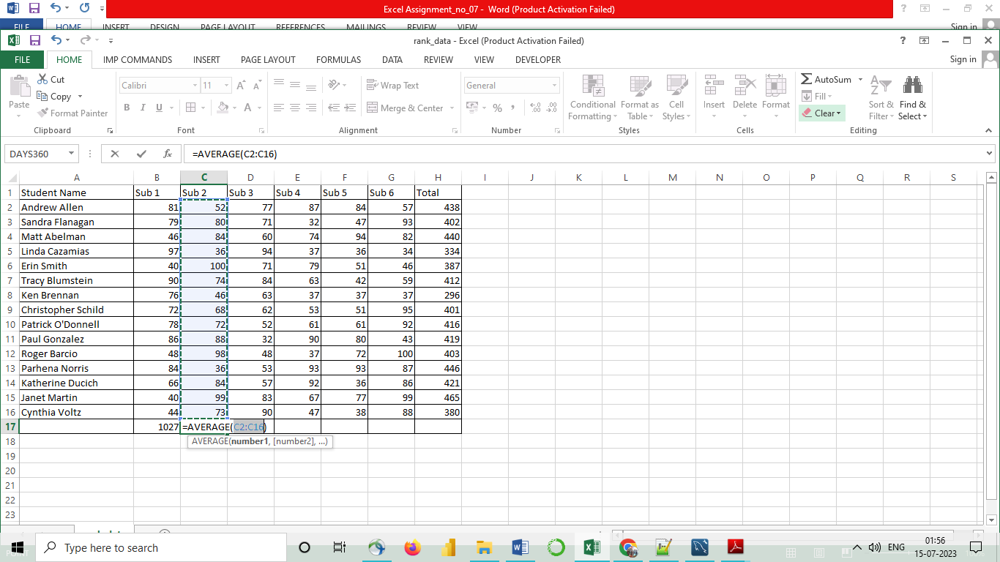 Excel Assignment_no_07 - Word (Product Activation Failed)
FILE HOME INSERT DESIGN PAGE LAYOUT REFERENCES MAILINGS REVIEW VIEW Sign in
rank_data - Excel (Product Activation Failed)
FILE HOME IMP COMMANDS INSERT PAGE LAYOUT FORMULAS DATA REVIEW VIEW DEVELOPER Sign in
Paste
Cut
Copy
Format Painter
Clipboard
Calibri 11
B I U
Font
Wrap Text
Merge & Center
Alignment
General
% ,
Number
Conditional Formatting
Format as Table
Cell Styles
Styles
Insert Delete Format
Cells
AutoSum
Fill
Clear
Sort & Filter
Find & Select
Editing
DAYS360 fx =AVERAGE(C2:C16)
A B C D E F G H I J K L M N O P Q R S
1 Student Name Sub 1 Sub 2 Sub 3 Sub 4 Sub 5 Sub 6 Total
2 Andrew Allen 81 52 77 87 84 57 438
3 Sandra Flanagan 79 80 71 32 47 93 402
4 Matt Abelman 46 84 60 74 94 82 440
5 Linda Cazamias 97 36 94 37 36 34 334
6 Erin Smith 40 100 71 79 51 46 387
7 Tracy Blumstein 90 74 84 63 42 59 412
8 Ken Brennan 76 46 63 37 37 37 296
9 Christopher Schild 72 68 62 53 51 95 401
10 Patrick O'Donnell 78 72 52 61 61 92 416
11 Paul Gonzalez 86 88 32 90 80 43 419
12 Roger Barcio 48 98 48 37 72 100 403
13 Parhena Norris 84 36 53 93 93 87 446
14 Katherine Ducich 66 84 57 92 36 86 421
15 Janet Martin 40 99 83 67 77 99 465
16 Cynthia Voltz 44 73 90 47 38 88 380
17 1027 =AVERAGE(C2:C16)
AVERAGE(number1, [number2], ...)
18
19
20
21
22
23
Type here to search
ENG
01:56
15-07-2023